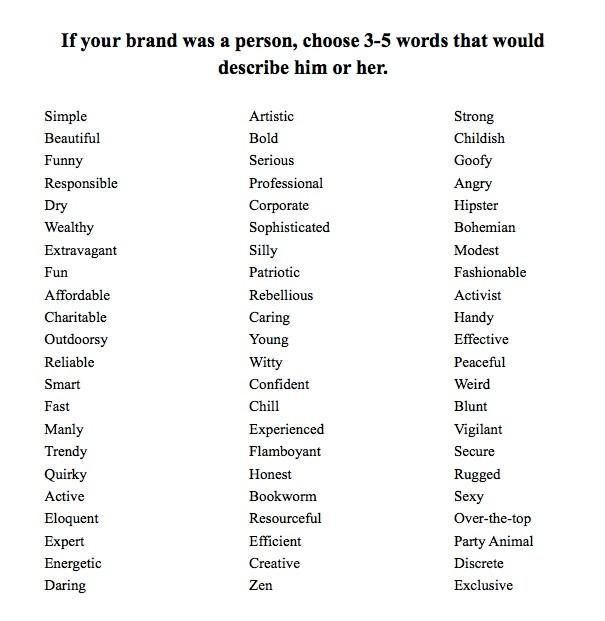 If your brand was a person, choose 3-5 words that would
describe him or her.
Simple
Beautiful
Funny
Responsible
Dry
Wealthy
Extravagant
Fun
Affordable
Charitable
Outdoorsy
Reliable
Smart
Fast
Manly
Trendy
Quirky
Active
Eloquent
Expert
Energetic
Daring
Artistic
Bold
Serious
Professional
Corporate
Sophisticated
Silly
Patriotic
Rebellious
Caring
Young
Witty
Confident
Chill
Experienced
Flamboyant
Honest
Bookworm
Resourceful
Efficient
Creative
Zen
Strong
Childish
Goofy
Angry
Hipster
Bohemian
Modest
Fashionable
Activist
Handy
Effective
Peaceful
Weird
Blunt
Vigilant
Secure
Rugged
Sexy
Over-the-top
Party Animal
Discrete
Exclusive